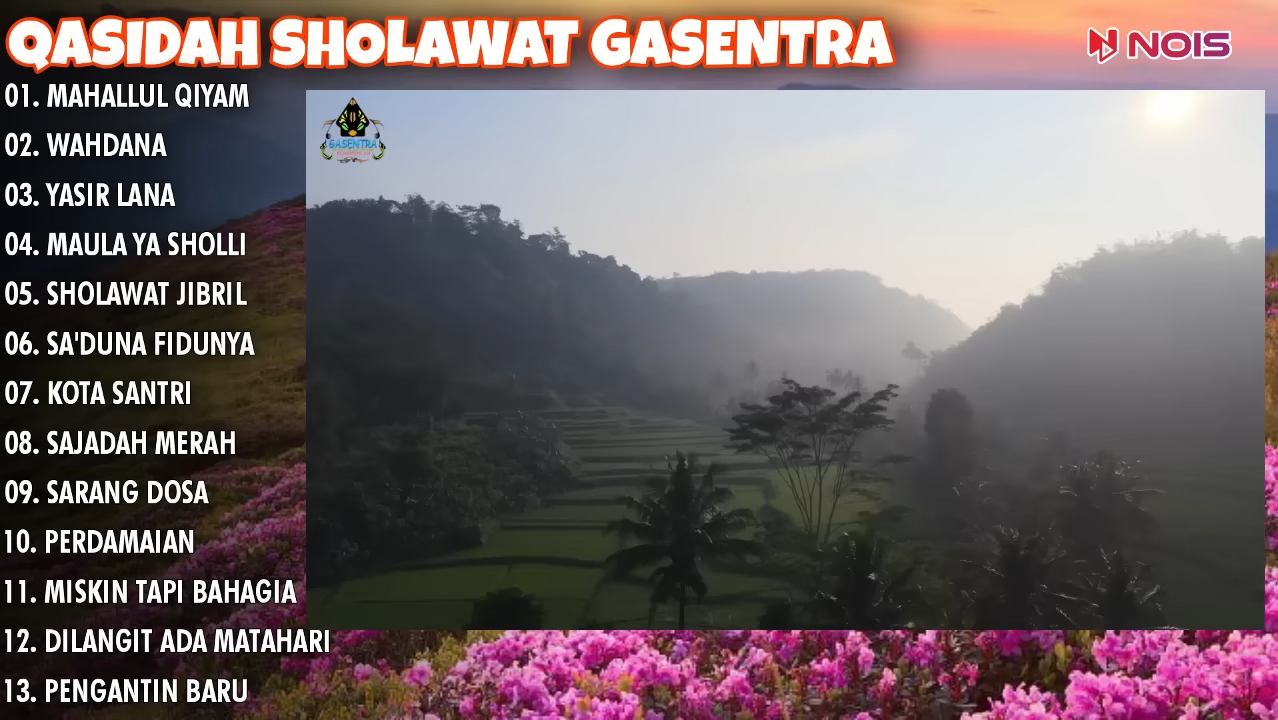 QASIDAH SHOLAWAT GASENTRA
NOIS
01. MAHALLUL QIYAM
GASENTRA
02. WAHDANA
03. YASIR LANA
04. MAULA YA SHOLLI
05. SHOLAWAT JIBRIL
06. SA'DUNA FIDUNYA
07. KOTA SANTRI
08. SAJADAH MERAH
09. SARANG DOSA
10. PERDAMAIAN
11. MISKIN TAPI BAHAGIA
12. DILANGIT ADA MATAHARI
13. PENGANTIN BARU